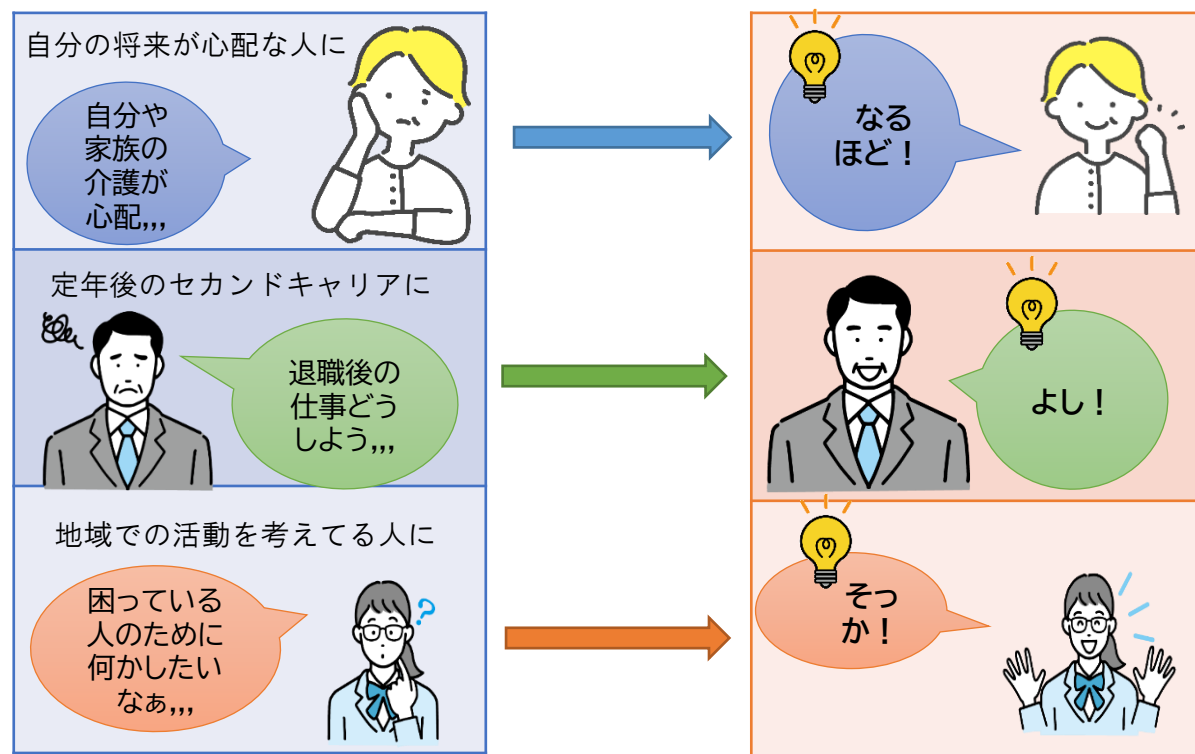 自分の将来が心配な人に
自分や
家族の
介護が
心配,,,
なる
ほど！
定年後のセカンドキャリアに
退職後の
仕事どう
しよう,,,
よし！
地域での活動を考えてる人に
困っている
人のために
何かしたい
なぁ,,,
?
そっ
か！